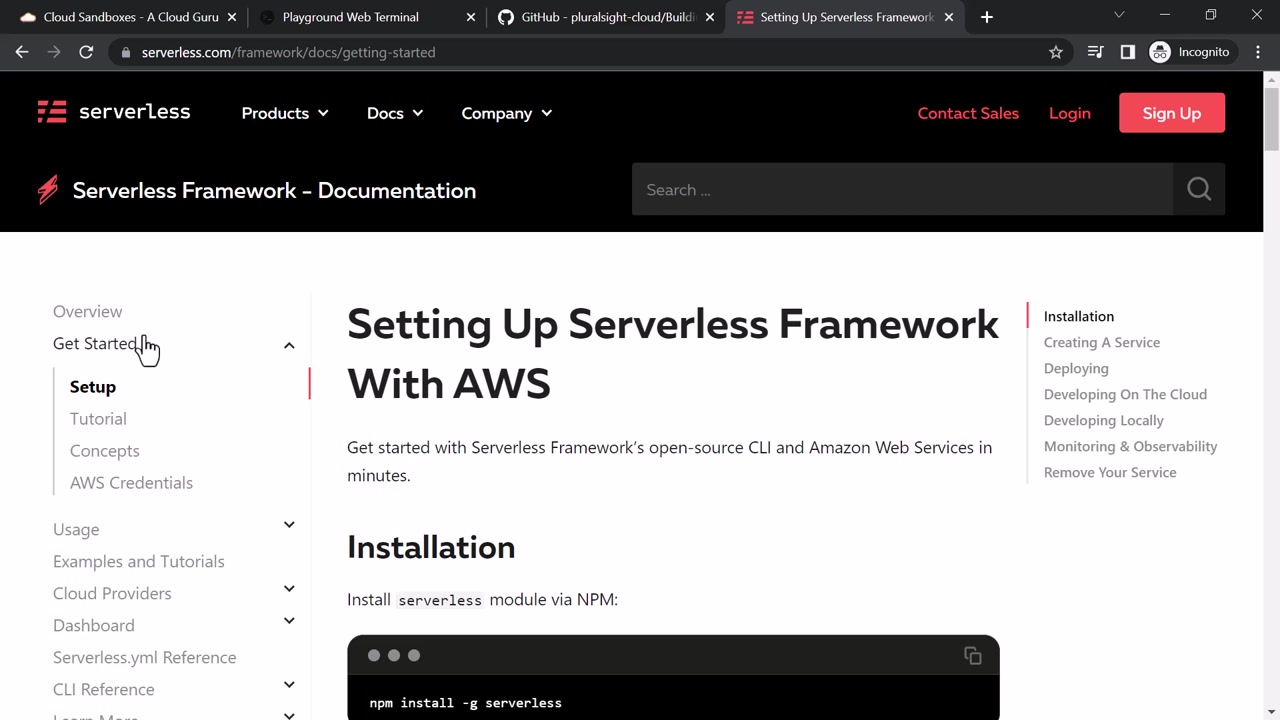 Cloud Sandboxes - A Cloud Guru
Playground Web Terminal
GitHub - pluralsight-cloud/Buildi
Setting Up Serverless Framework
serverless.com/framework/docs/getting-started
Incognito
serverless
Products
Docs
Company
Contact Sales
Login
Sign Up
Serverless Framework - Documentation
Search ...
Overview
Get Started
Setup
Tutorial
Concepts
AWS Credentials
Usage
Examples and Tutorials
Cloud Providers
Dashboard
Serverless.yml Reference
CLI Reference
Learn More
Setting Up Serverless Framework
With AWS
Get started with Serverless Framework’s open-source CLI and Amazon Web Services in
minutes.
Installation
Install serverless module via NPM:
npm install -g serverless
Installation
Creating A Service
Deploying
Developing On The Cloud
Developing Locally
Monitoring & Observability
Remove Your Service